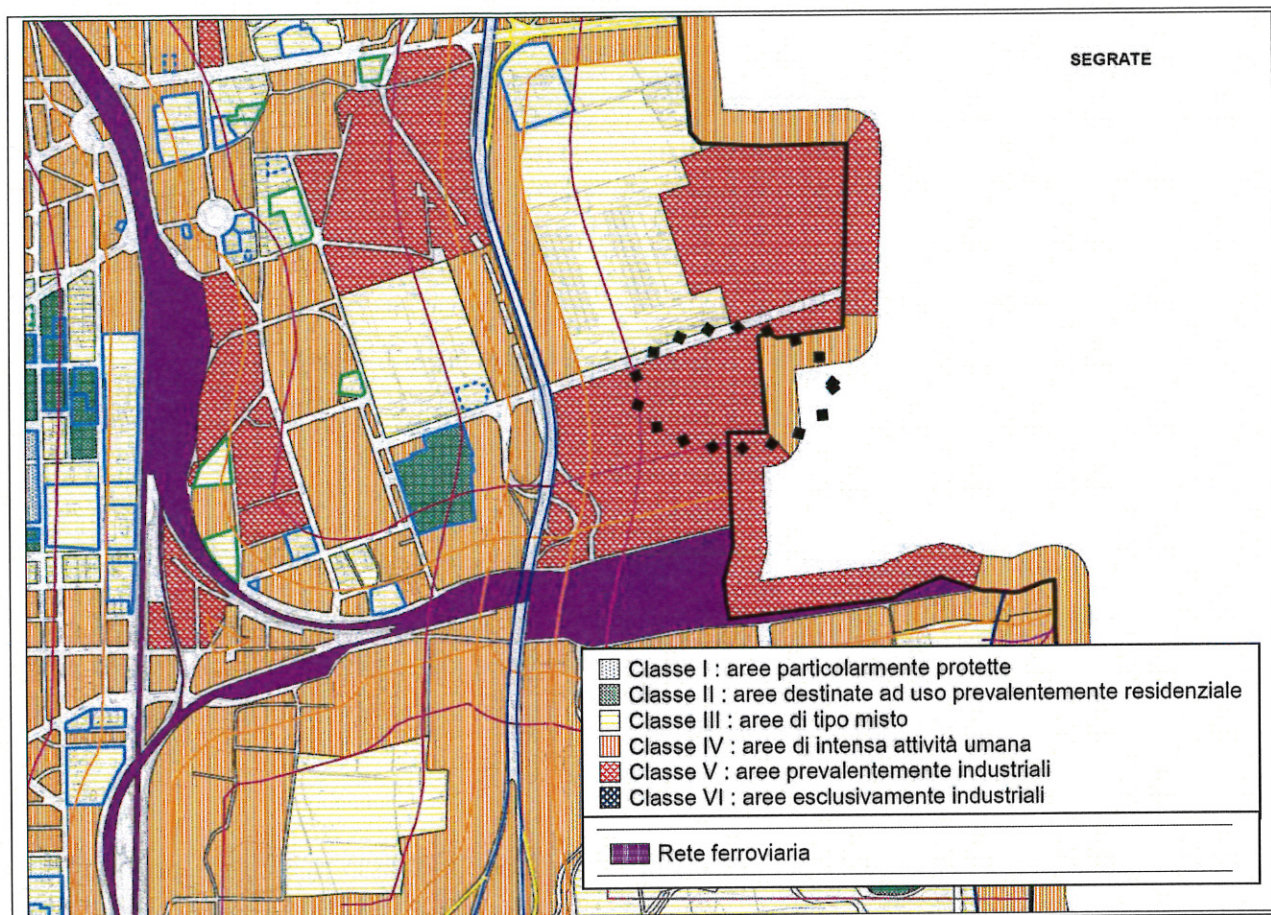 SEGRATE
Classe I : aree particolarmente protette
Classe II : aree destinate ad uso prevalentemente residenziale
Classe III : aree di tipo misto
Classe IV : aree di intensa attività umana
Classe V : aree prevalentemente industriali
Classe VI : aree esclusivamente industriali
Rete ferroviaria